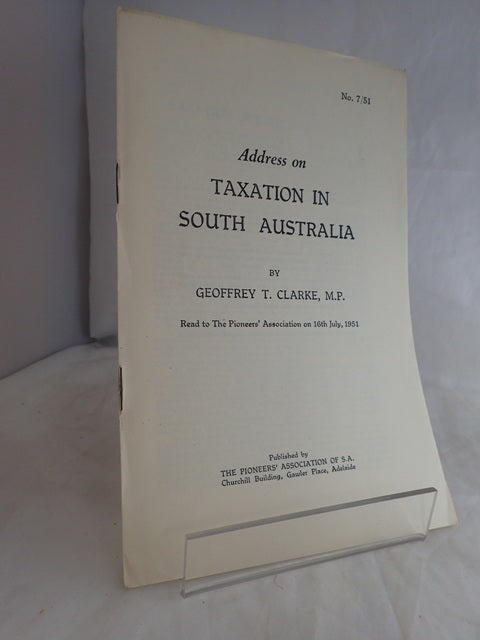 No. 7/51
Address on
TAXATION IN
SOUTH AUSTRALIA
BY
GEOFFREY T. CLARKE, M.P.
Read to The Pioneers' Association on 16th July, 1951
Published by
THE PIONEERS' ASSOCIATION OF S.A.
Churchill Building, Gawler Place, Adelaide